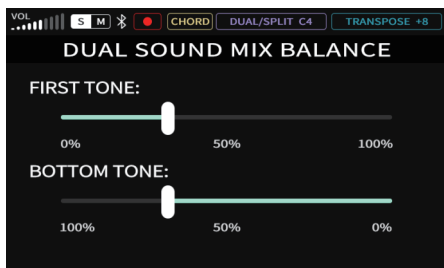 VOL S M CHORD DUAL/SPLIT C4 TRANSPOSE +8
DUAL SOUND MIX BALANCE
FIRST TONE:
0% 50% 100%
BOTTOM TONE:
100% 50% 0%